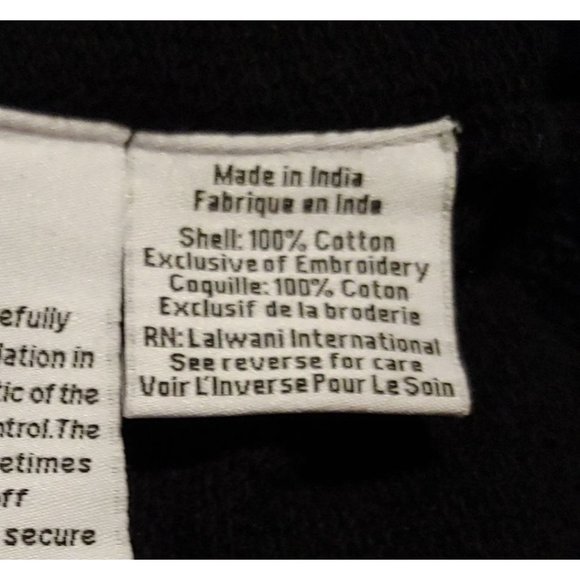 Made in India
Fabrique en Inde
Shell: 100% Cotton
Exclusive of Embroidery
Coquille: 100% Coton
Exclusif de la broderie
RN: Lalwani International
See reverse for care
Voir L'Inverse Pour Le Soin
efully
ation in
tic of the
ntrol.The
etimes
off
secure